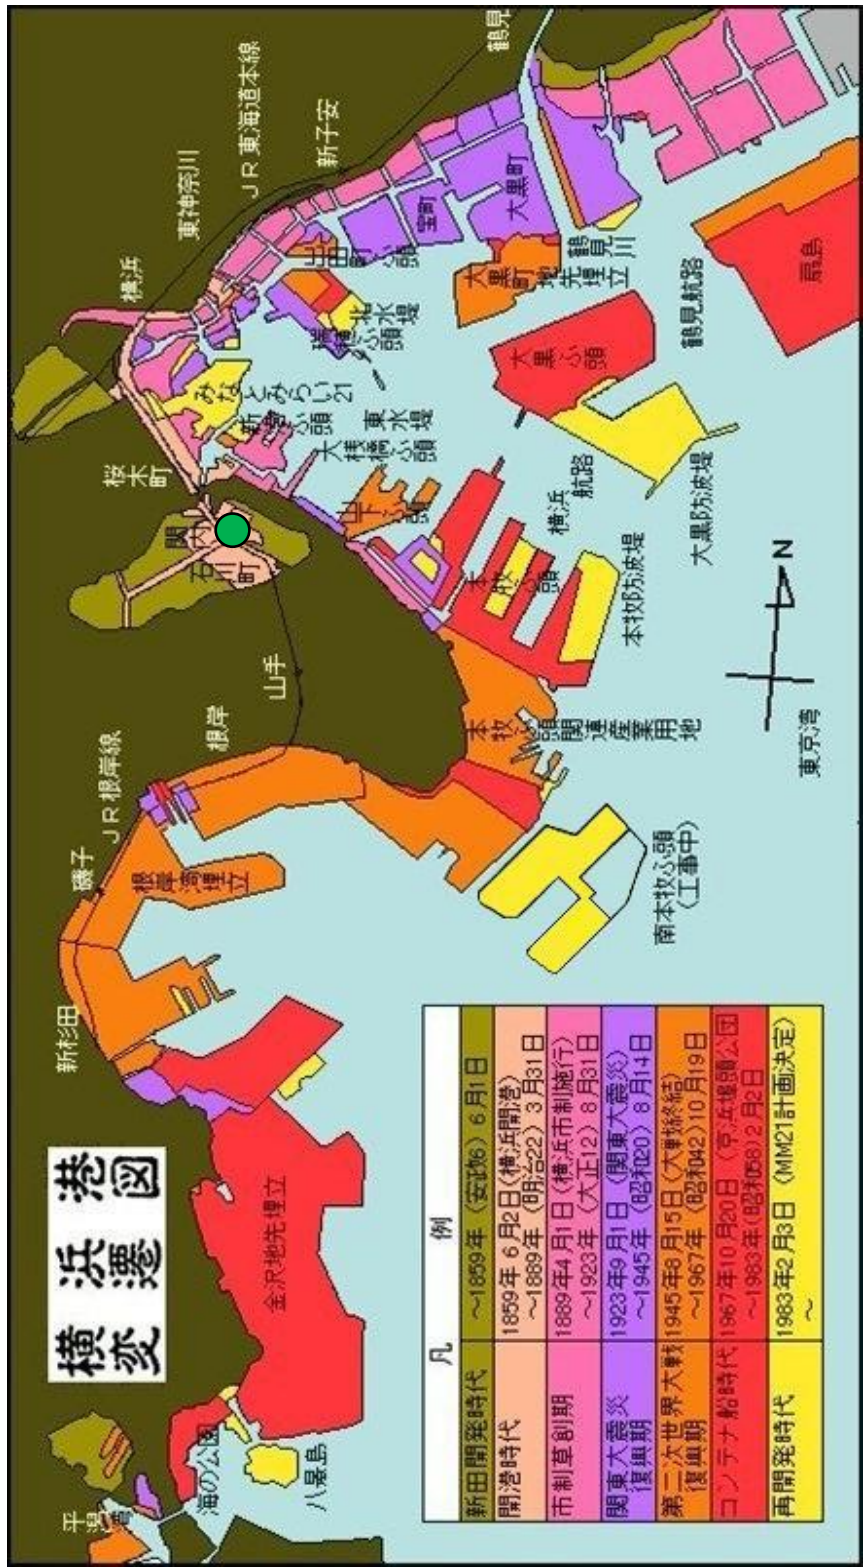 横浜港
変遷図
凡例
新田開発時代 ～1859年（安政6）6月1日
開港時代 1859年6月2日（横浜開港）
～1889年（明治22）3月31日
市制草創期 1889年4月1日（横浜市制施行）
～1923年（大正12）8月31日
関東大震災復興期 1923年9月1日（関東大震災）
～1945年（昭和20）8月14日
第二次世界大戦復興期 1945年8月15日（大戦終結）
～1967年（昭和042）10月19日
コンテナ船時代 1967年10月20日（京浜埠頭公団
～1983年（昭和058）2月2日
再開発時代 1983年2月3日（MM21計画決定）
～
平潟湾
海の公園
八景島
金沢地先埋立
新杉田
磯子
JR根岸線
根岸湾埋立
根岸
山手
石川町
関内
桜木町
横浜
東神奈川
JR東海道本線
新子安
鶴見
みなとみらい21
新港ふ頭
大桟橋ふ頭
東水堤
北水堤
瑞穂ふ頭
出田町ふ頭
宝町
大黒町
鶴見川
大黒町地先埋立
大黒ふ頭
鶴見航路
扇島
山下ふ頭
本牧ふ頭
横浜航路
大黒防波堤
本牧防波堤
本牧ふ頭関連産業用地
南本牧ふ頭
（工事中）
東京湾
N